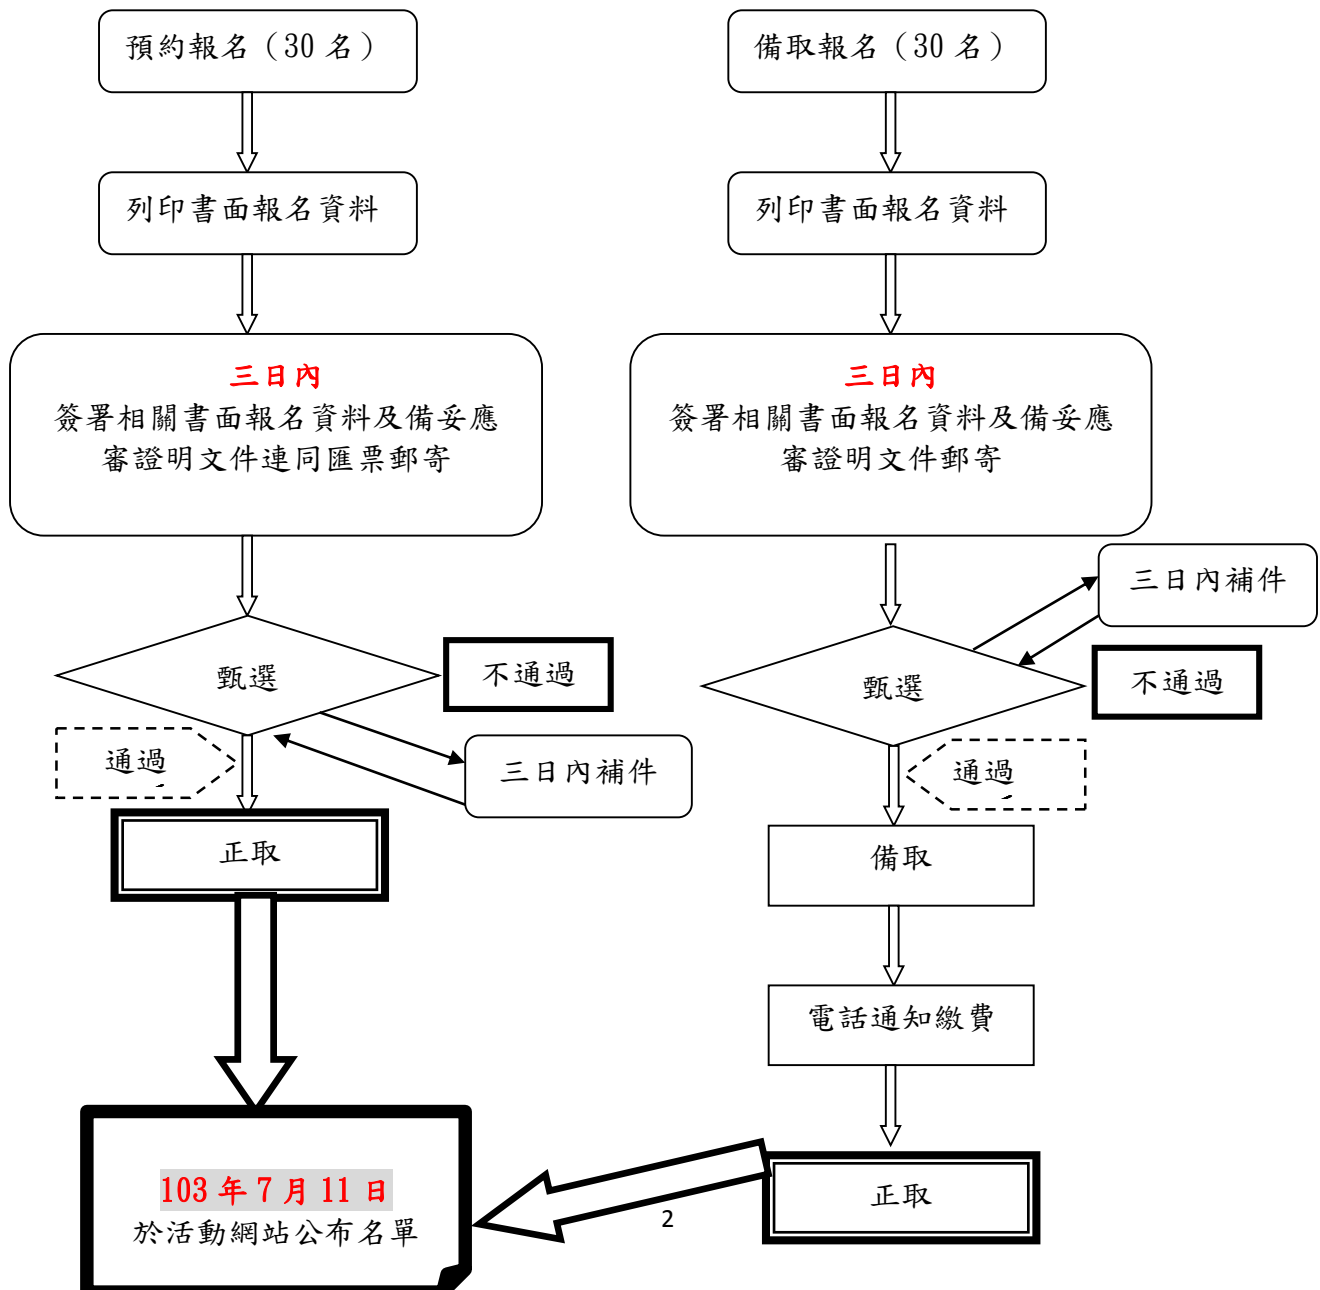 預約報名（30 名）
備取報名（30 名）
列印書面報名資料
列印書面報名資料
三日內
簽署相關書面報名資料及備妥應
審證明文件連同匯票郵寄
三日內
簽署相關書面報名資料及備妥應
審證明文件郵寄
三日內補件
甄選
不通過
甄選
不通過
通過
三日內補件
通過
正取
備取
電話通知繳費
103 年 7 月 11 日
於活動網站公布名單
正取
2